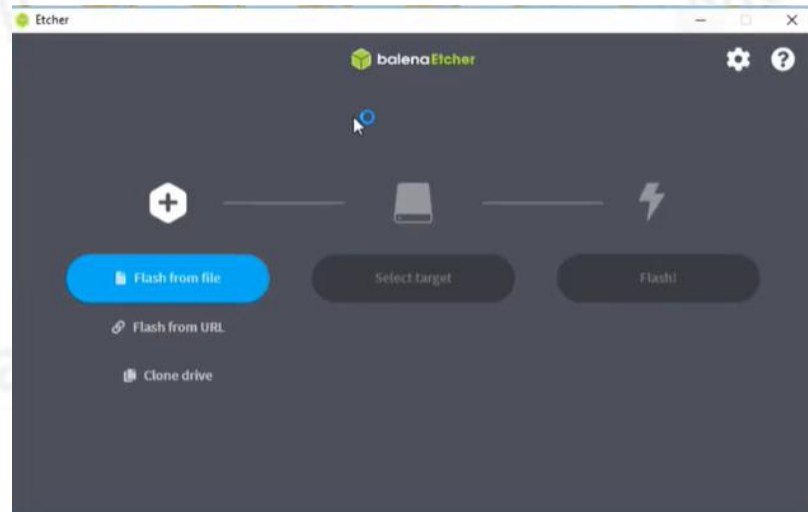 Etcher
balenaEtcher
Flash from file
Select target
Flash!
Flash from URL
Clone drive